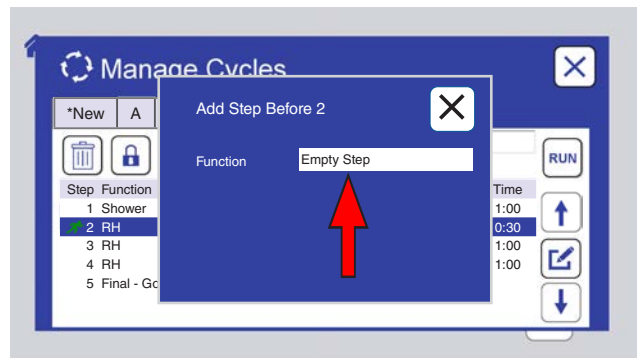 Manage Cycles
*New A
Add Step Before 2
Function Empty Step
RUN
Step Function Time
1 Shower 1:00
2 RH 0:30
3 RH 1:00
4 RH 1:00
5 Final - Go